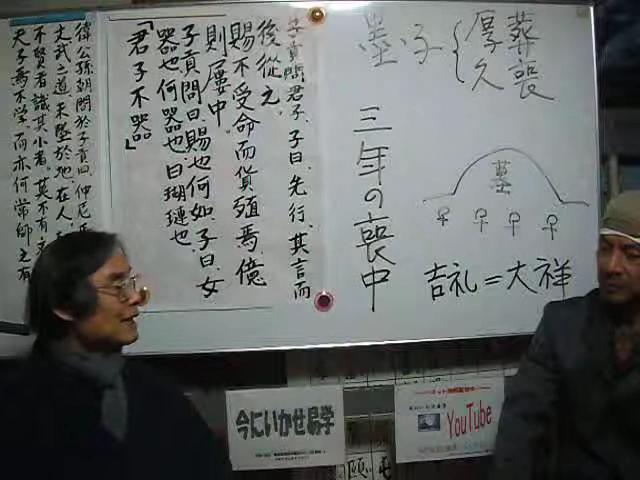 葬喪
厚久
墨子
三年の喪中
墓
吉礼=大祥
子貢問君子、子曰、先行、其言而
後従之。
賜不受命而貨殖焉、億
則屢中。
子貢問曰、賜也何如、子曰、女
器也、何器也、曰、瑚璉也。
「君子不器」
衛公孫朝問於子貢曰、仲尼
文武之道、未墜於地、在人
不賢者識其小者。莫不有
夫子焉不学、而亦何常師之有
今にいかせ易学
YouTube